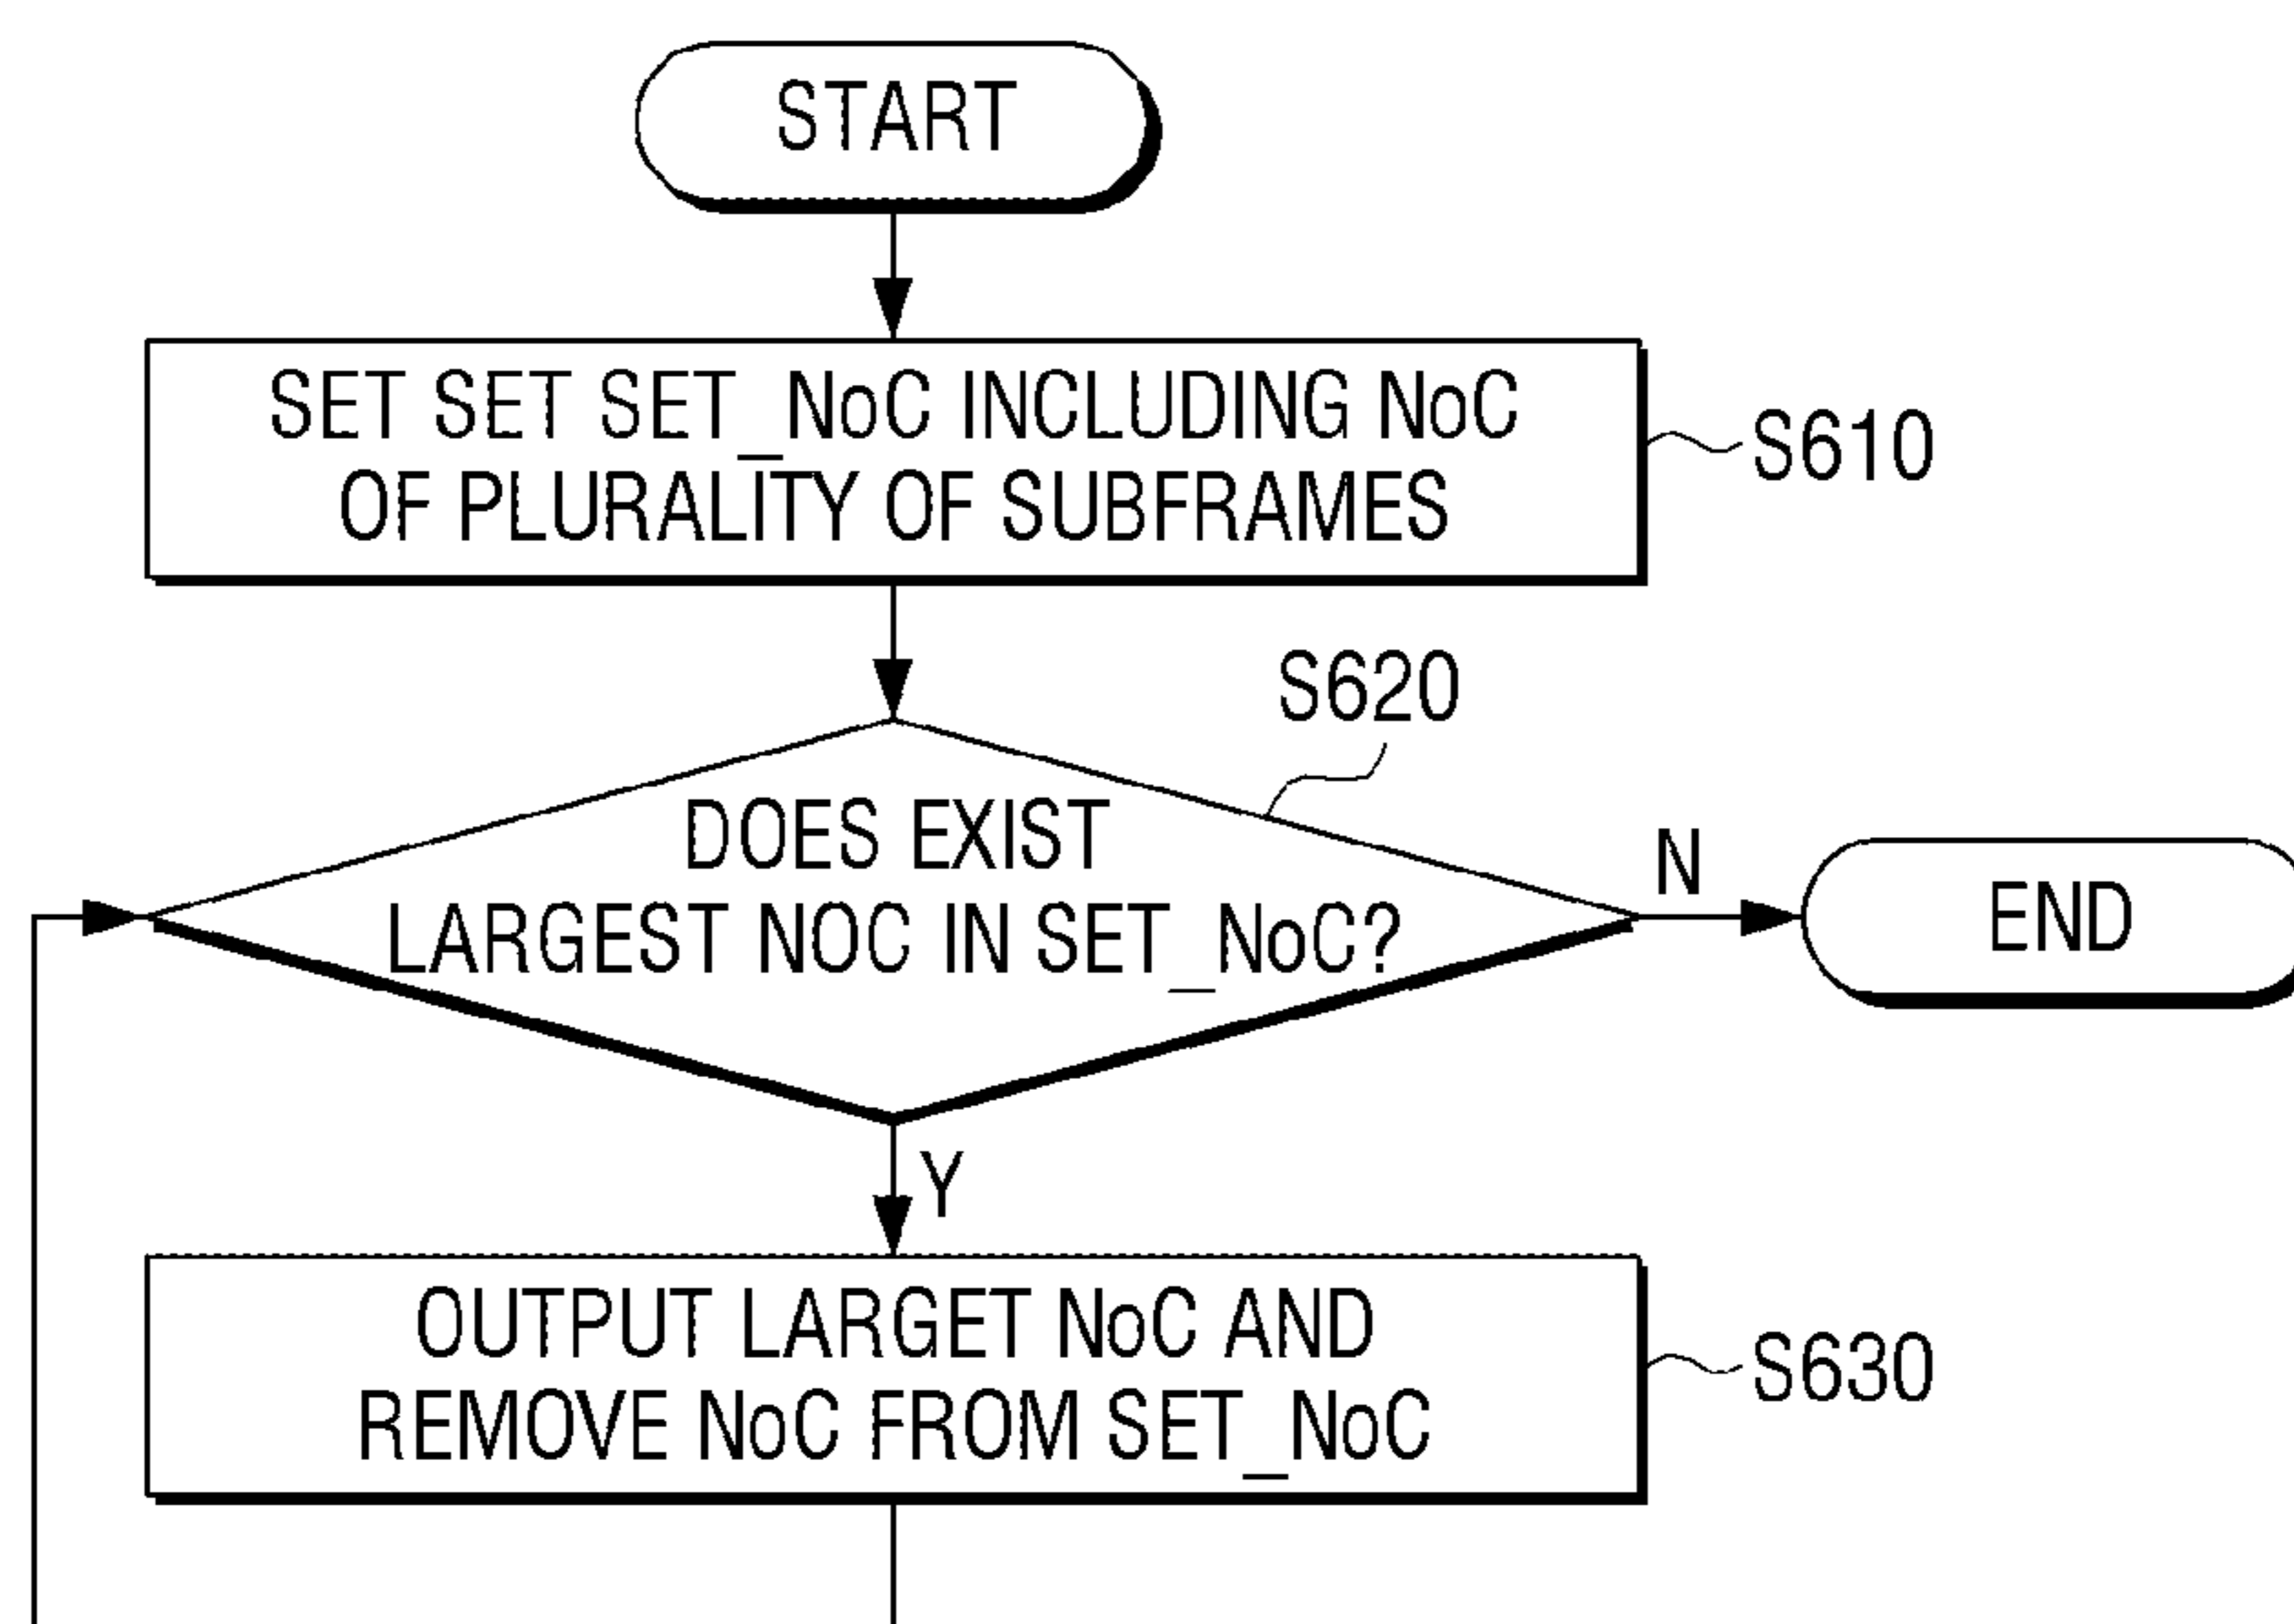 START
SET SET SET_NoC INCLUDING NoC
OF PLURALITY OF SUBFRAMES
S610
S620
DOES EXIST
LARGEST NOC IN SET_NoC?
N
END
Y
OUTPUT LARGET NoC AND
REMOVE NoC FROM SET_NoC
S630